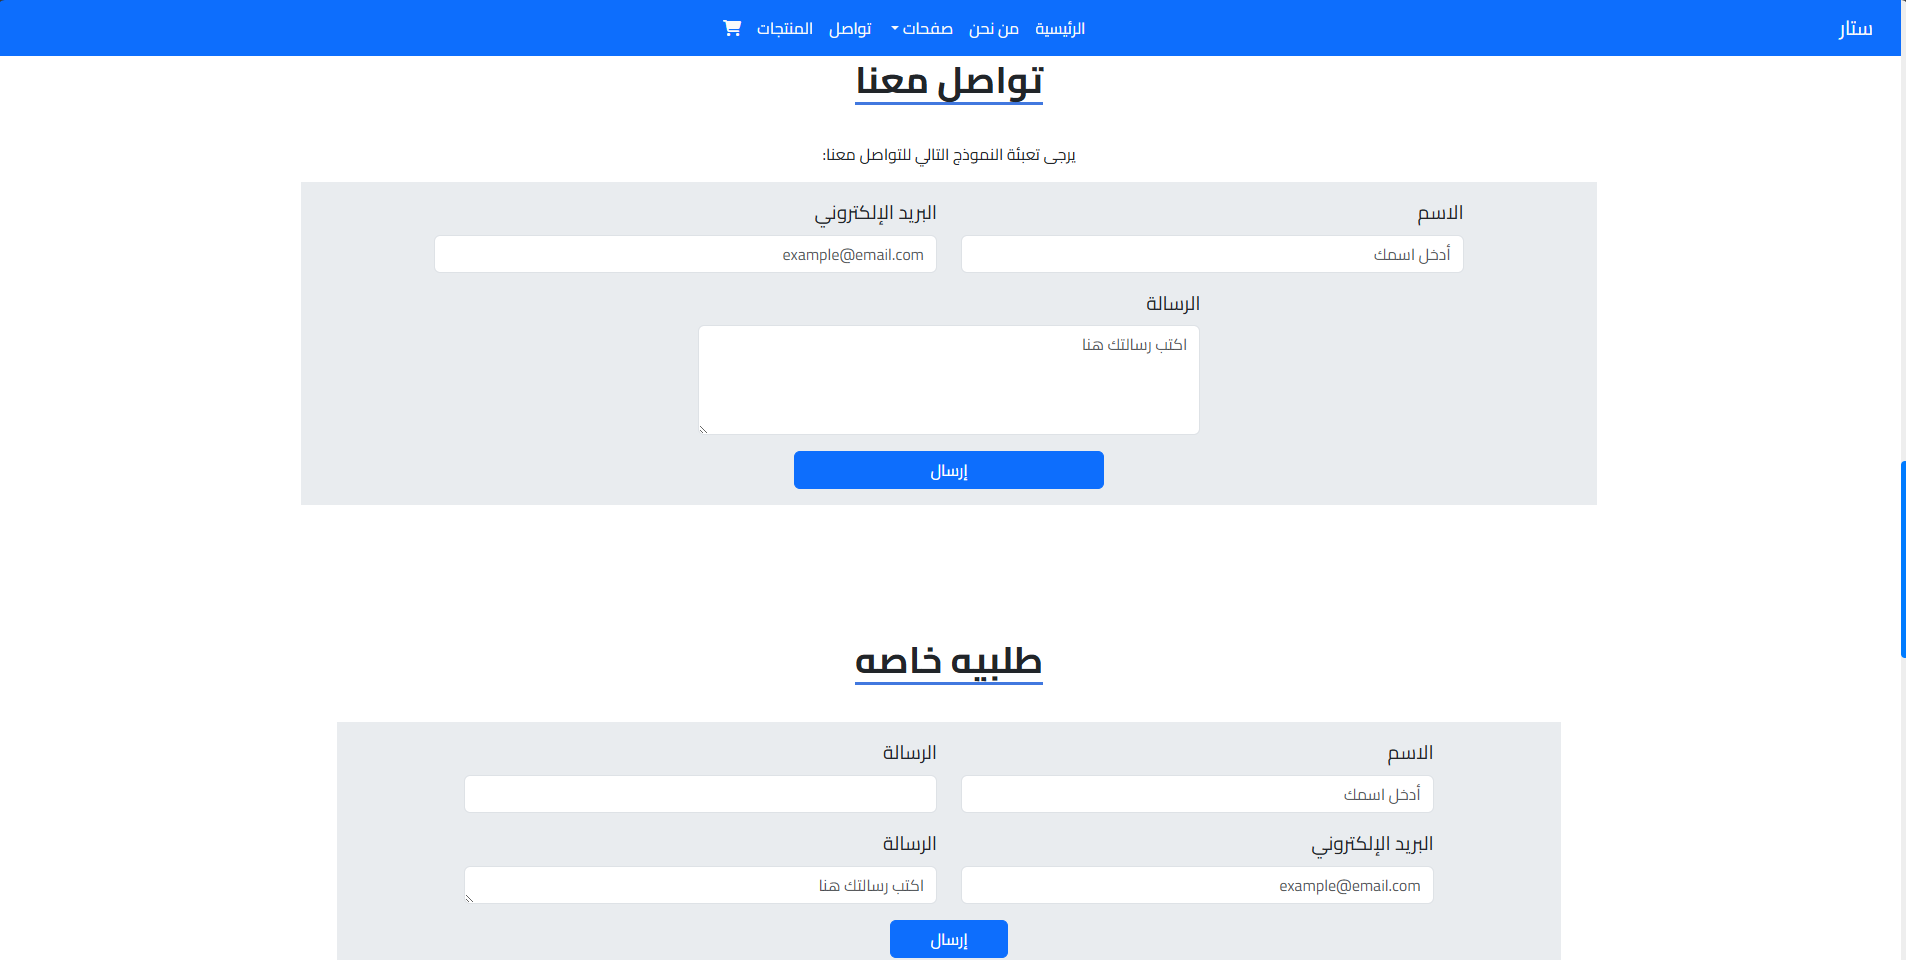 ستار
الرئيسية من نحن صفحات تواصل المنتجات
تواصل معنا
يرجى تعبئة النموذج التالي للتواصل معنا:
الاسم البريد الإلكتروني
أدخل اسمك example@email.com
الرسالة
اكتب رسالتك هنا
إرسال
طلبيه خاصه
الاسم الرسالة
أدخل اسمك
البريد الإلكتروني الرسالة
example@email.com اكتب رسالتك هنا
إرسال